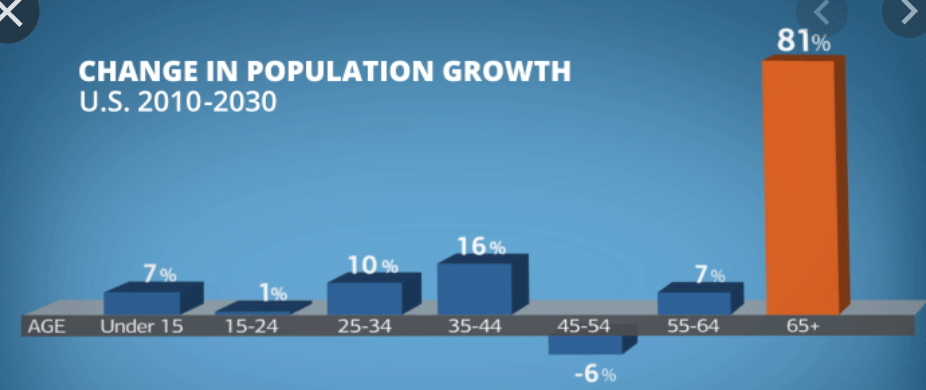 CHANGE IN POPULATION GROWTH
U.S. 2010-2030
81%
7%
1%
10%
16%
7%
AGE Under 15 15-24 25-34 35-44 45-54 55-64 65+
-6%